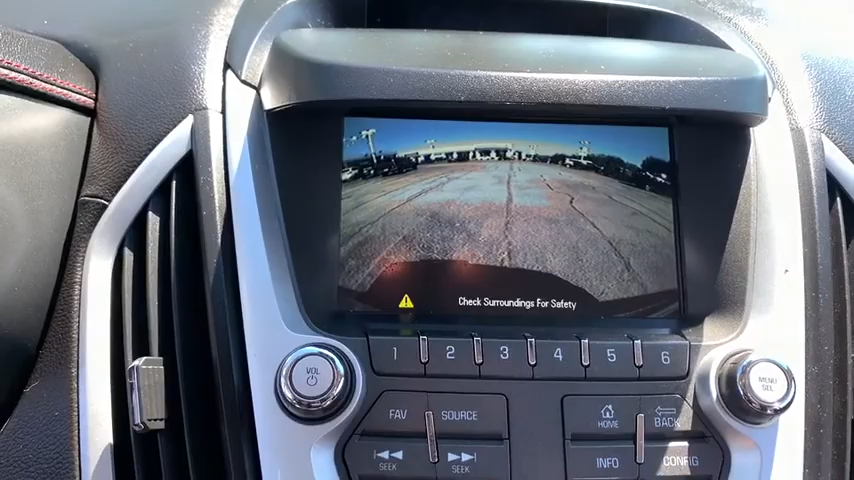 Check Surroundings For Safety
1 2 3 4 5 6
VOL
MENU
SEL
FAV SOURCE HOME BACK
SEEK SEEK INFO CONFIG